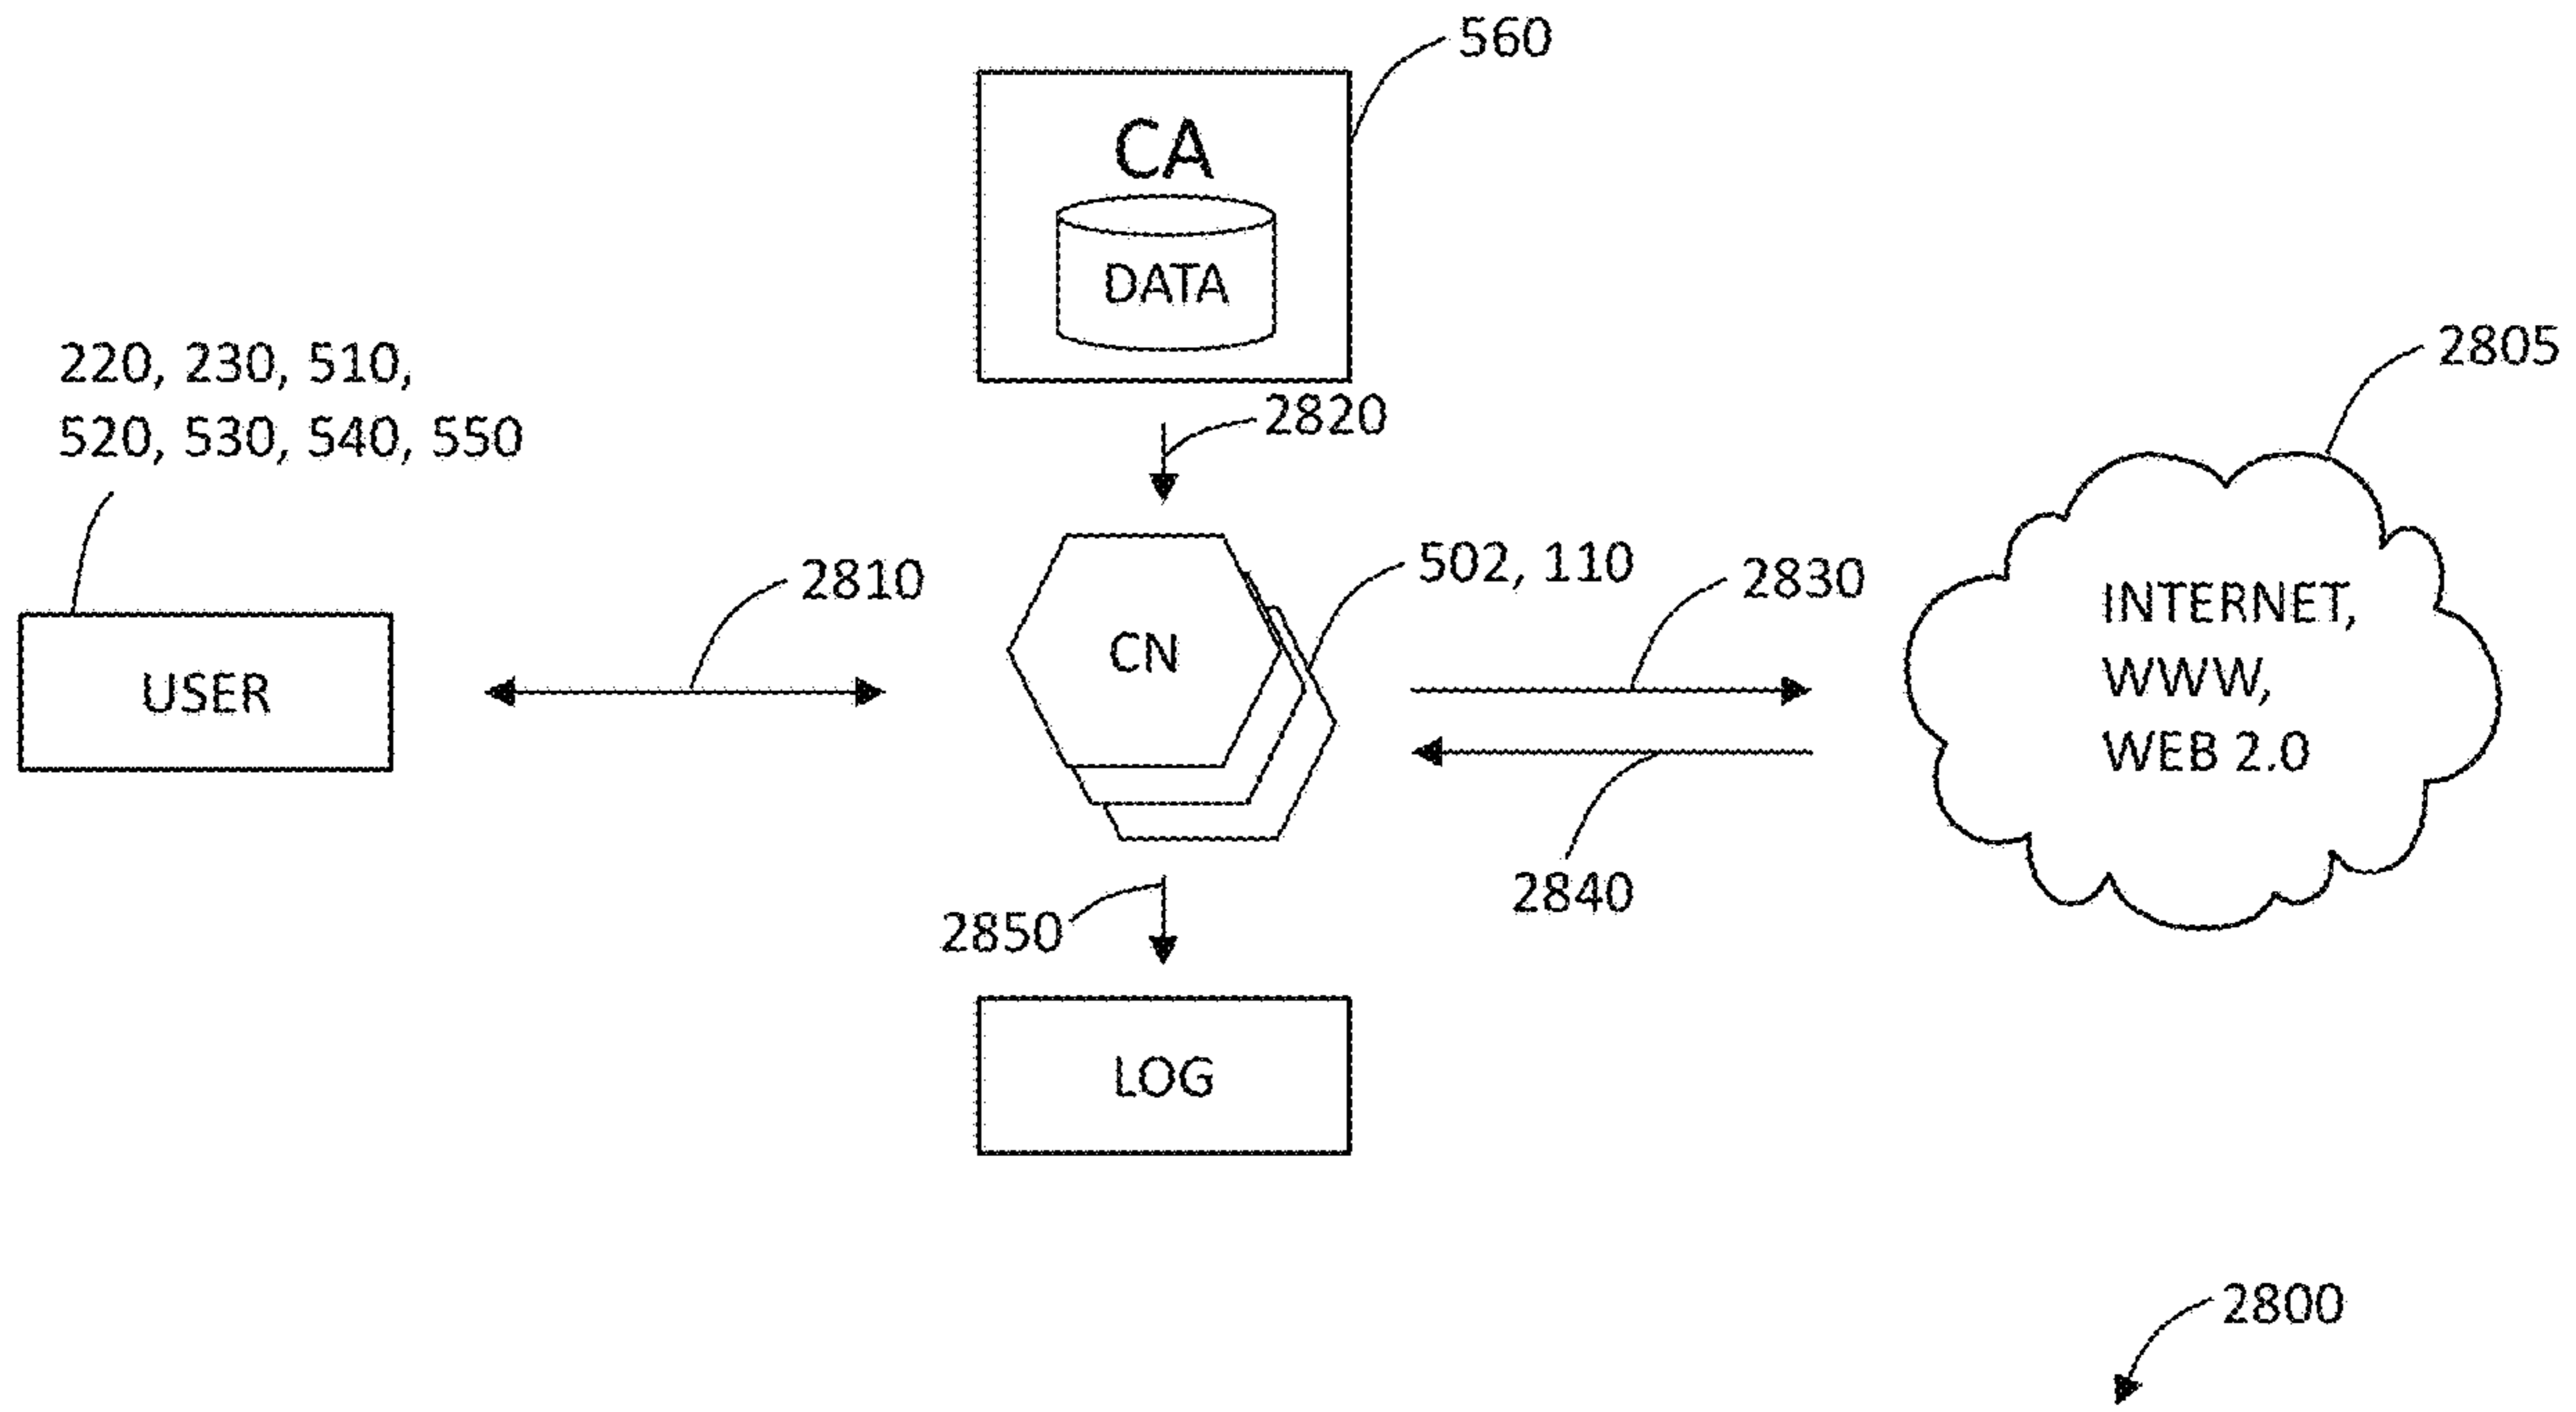 560
CA
DATA
220, 230, 510,
520, 530, 540, 550
2805
2820
502, 110
2810
2830
INTERNET,
WWW,
WEB 2.0
CN
USER
2840
2850
LOG
2800